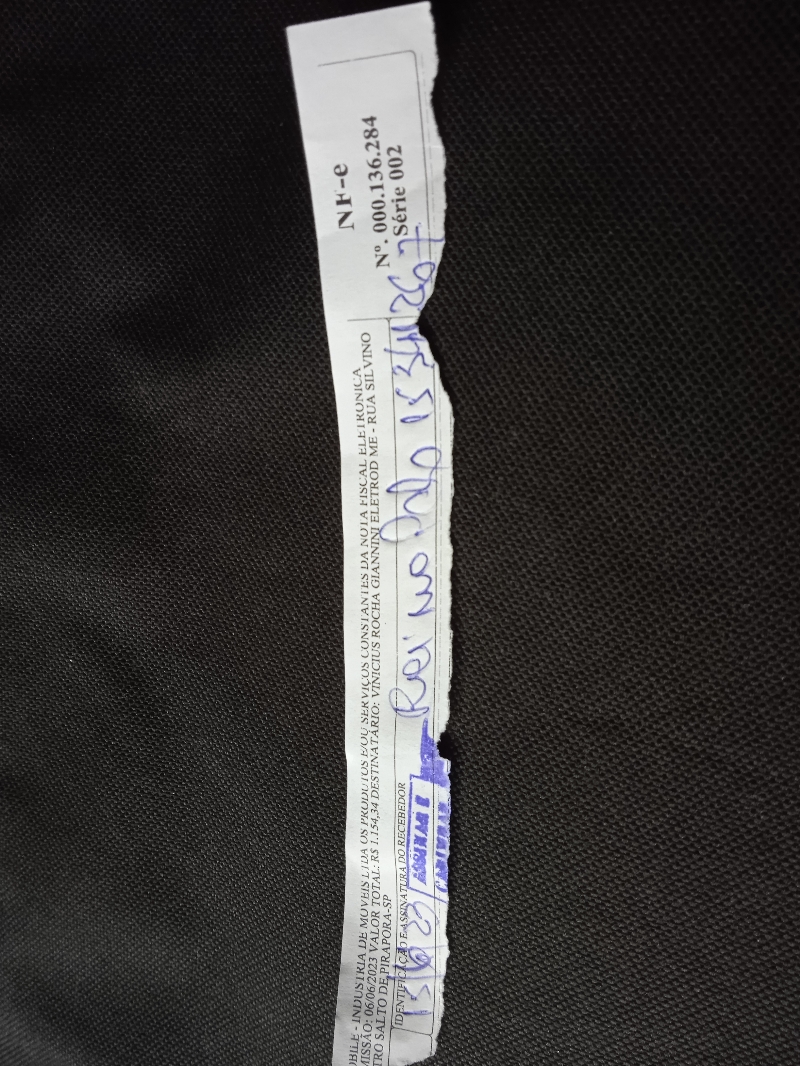 OBILE - INDUSTRIA DE MOVEIS LTDA OS PRODUTOS E/OU SERVIÇOS CONSTANTES DA NOTA FISCAL ELETRONICA
MISSÃO: 06/06/2023 VALOR TOTAL: R$ 1.154,34 DESTINATÁRIO: VINICIUS ROCHA GIANNINI ELETROD ME - RUA SILVINO
TRO SALTO DE PIRAPORA-SP
IDENTIFICAÇÃO E ASSINATURA DO RECEBEDOR
ASSINAR E
CARIMBAR
NF-e
Nº. 000.136.284
Série 002